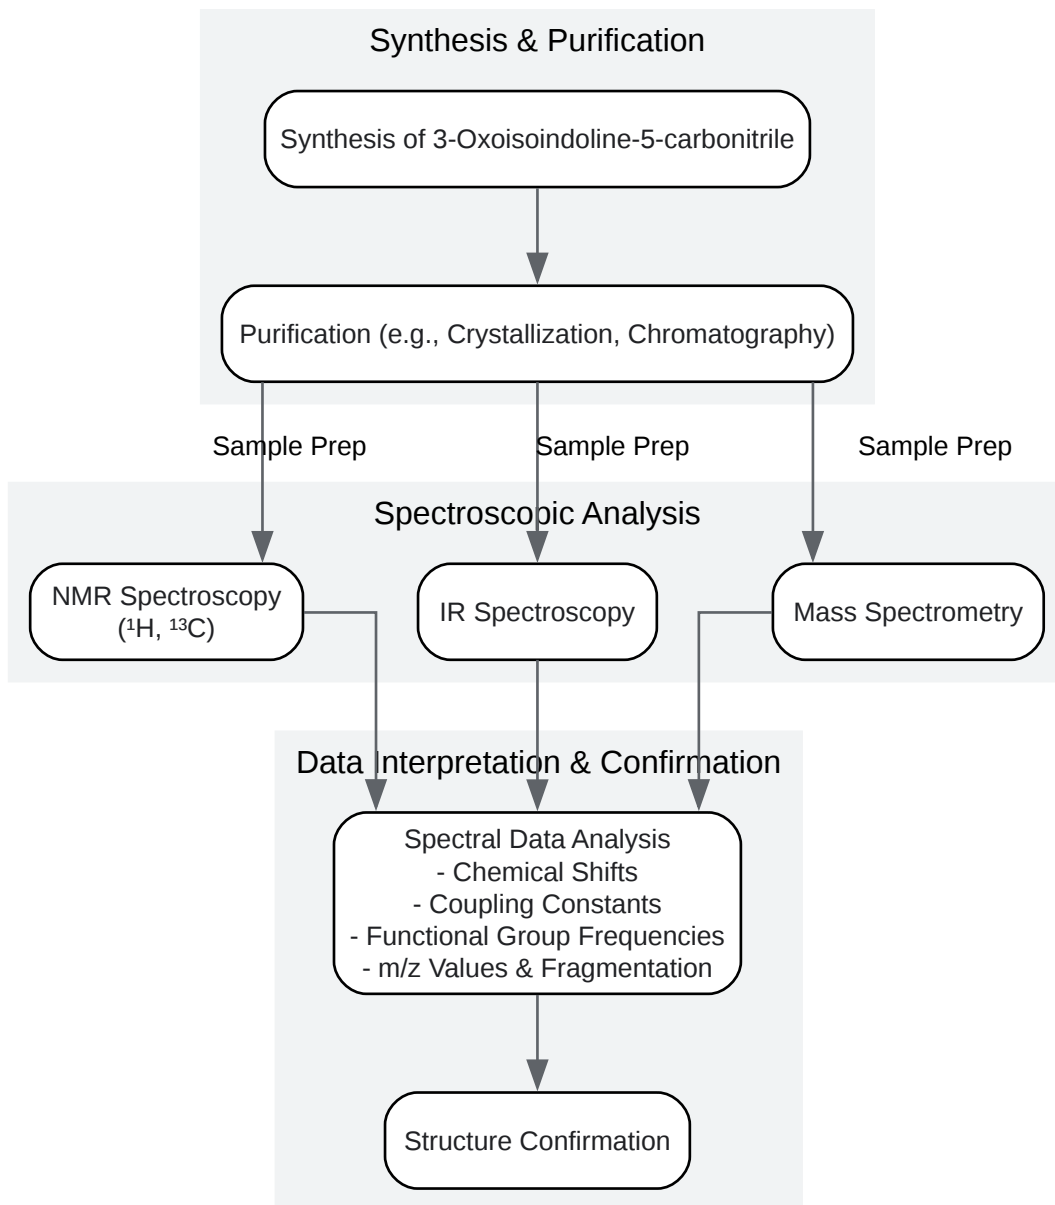 Synthesis & Purification
Synthesis of 3-Oxoisoindoline-5-carbonitrile
Purification (e.g., Crystallization, Chromatography)
Sample Prep
Sample Prep
Sample Prep
Spectroscopic Analysis
NMR Spectroscopy
(¹H, ¹³C)
IR Spectroscopy
Mass Spectrometry
Data Interpretation & Confirmation
Spectral Data Analysis
- Chemical Shifts
- Coupling Constants
- Functional Group Frequencies
- m/z Values & Fragmentation
Structure Confirmation